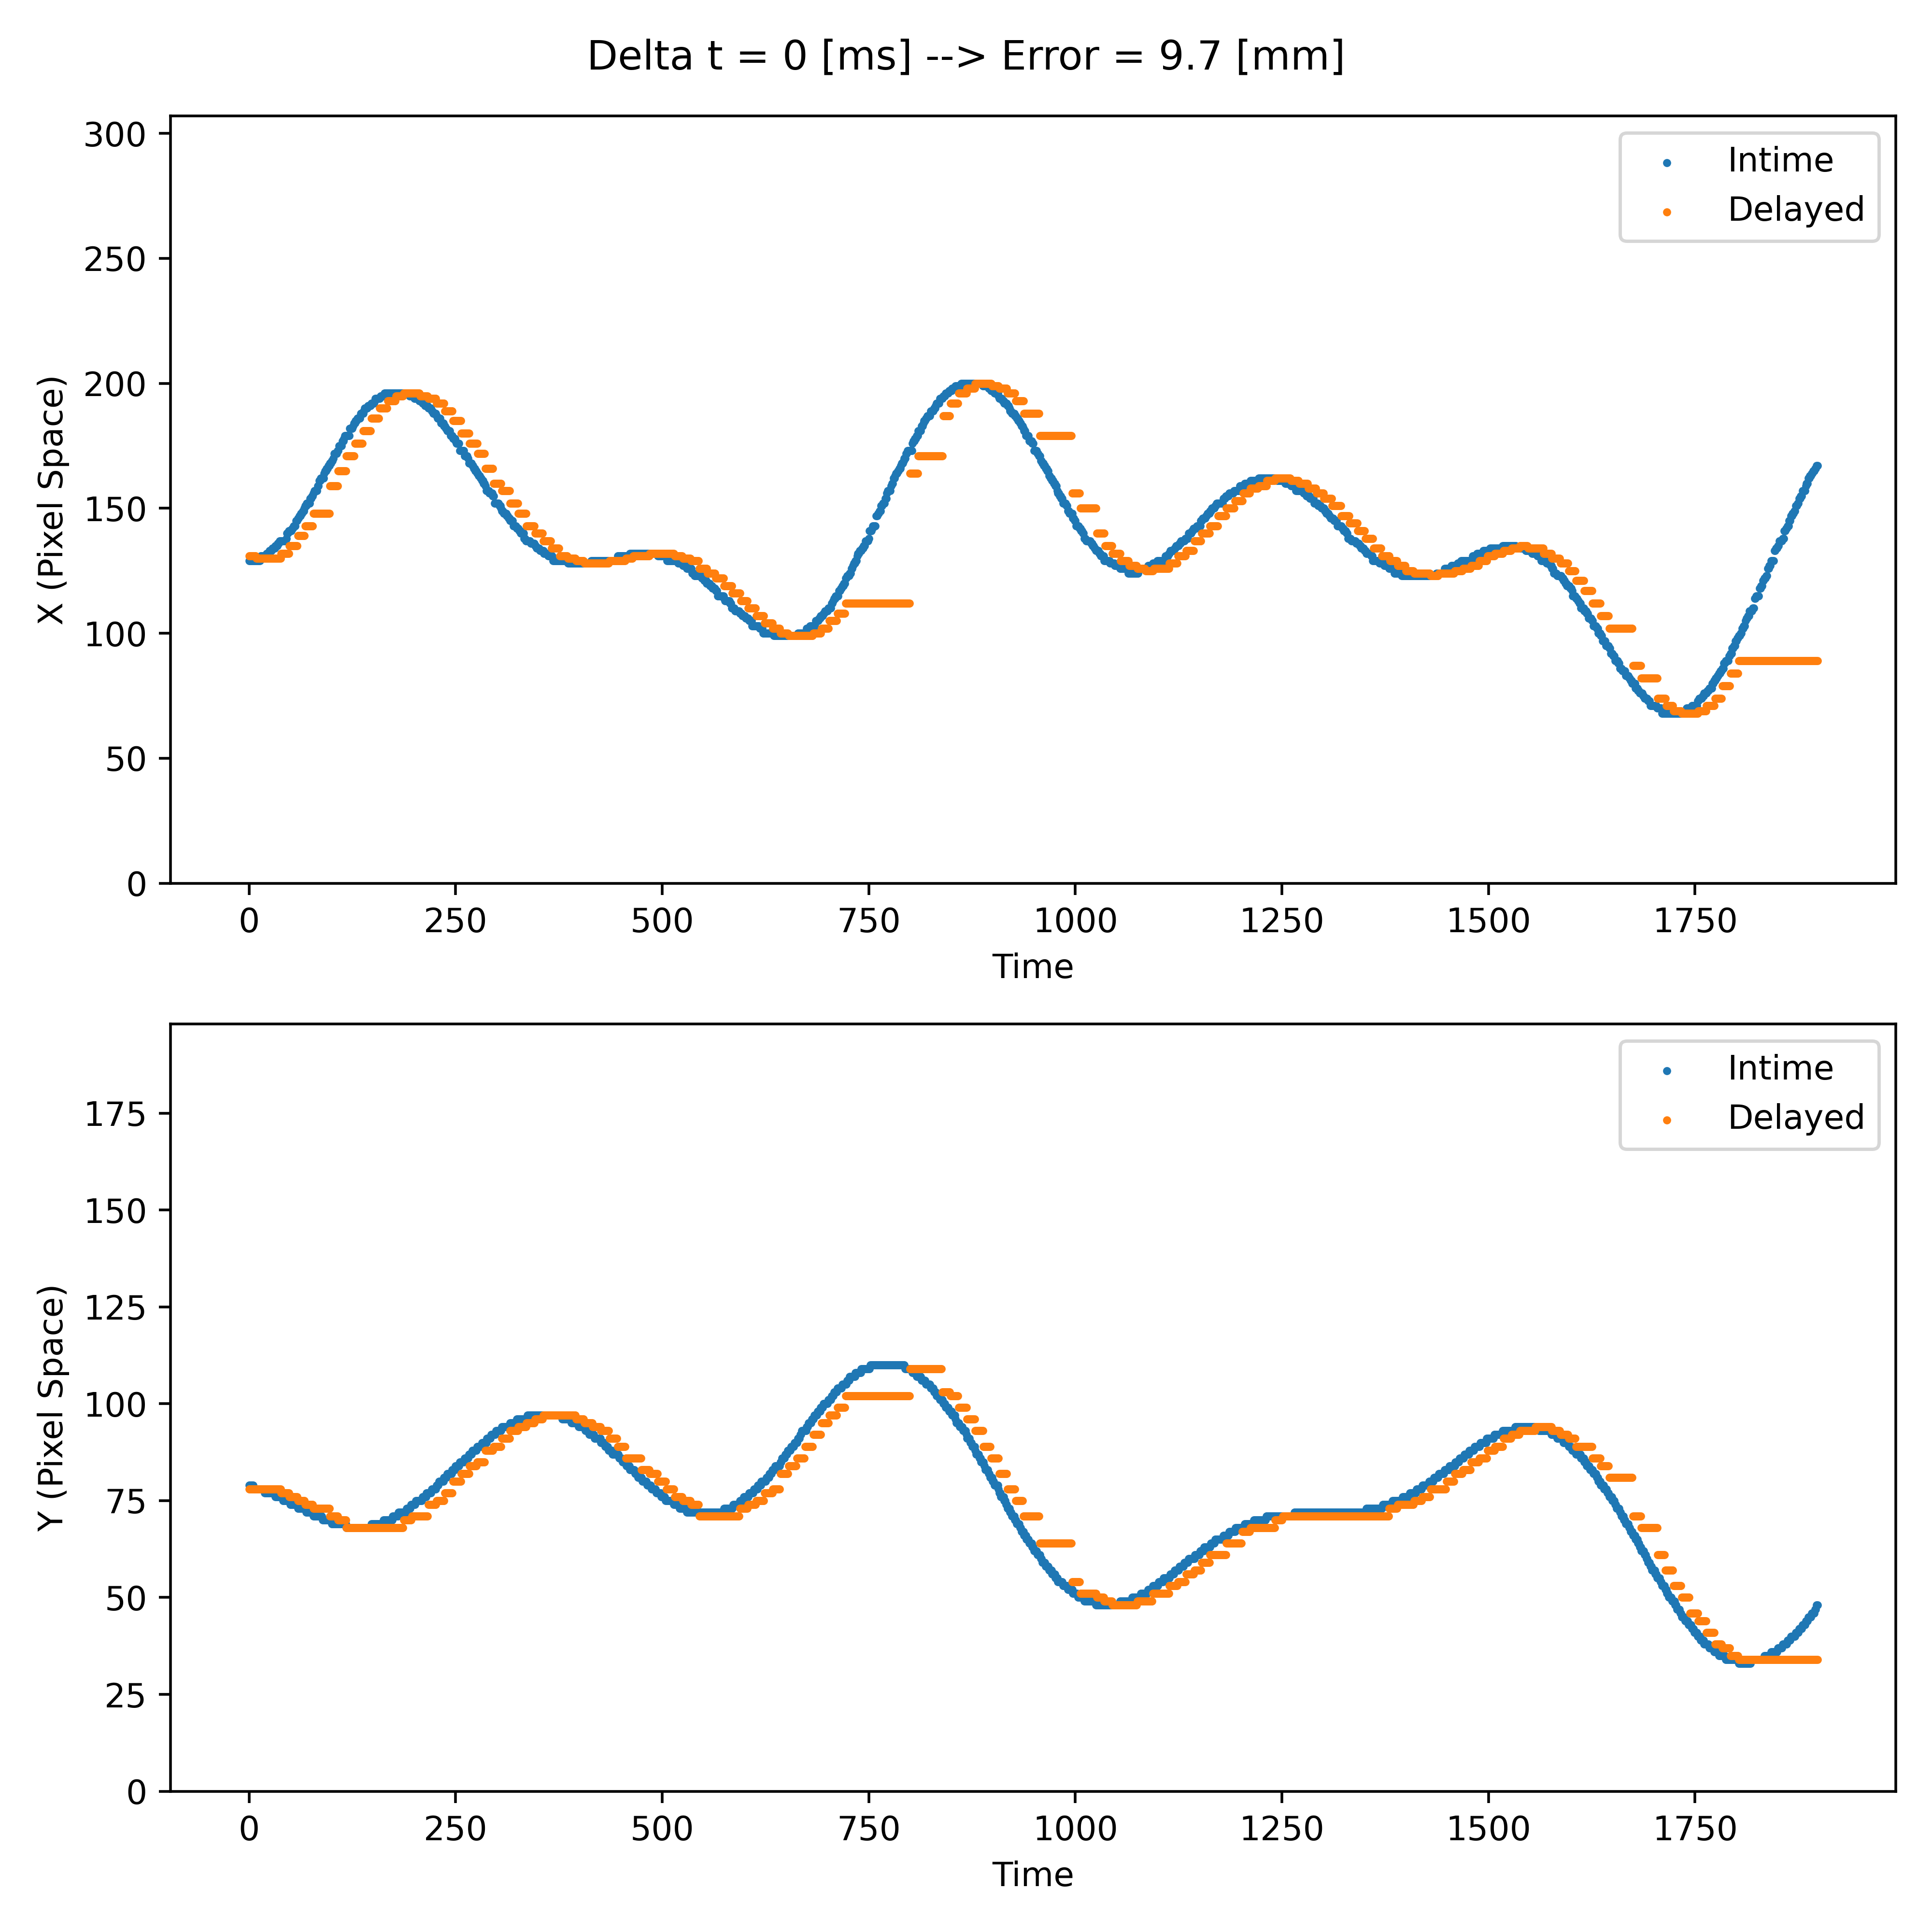 Delta t = 0 [ms] --> Error = 9.7 [mm]
300
250
200
150
100
50
0
X (Pixel Space)
Intime
Delayed
0 250 500 750 1000 1250 1500 1750
Time
175
150
125
100
75
50
25
0
Y (Pixel Space)
Intime
Delayed
0 250 500 750 1000 1250 1500 1750
Time